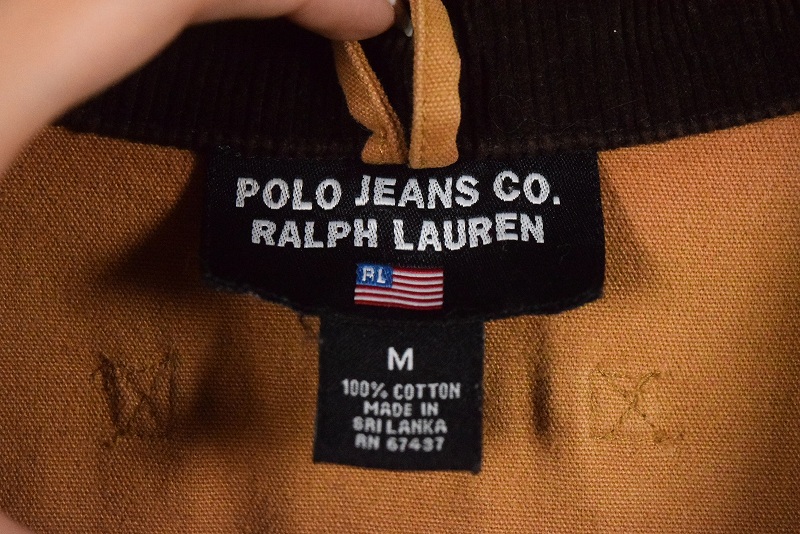 POLO JEANS CO.
RALPH LAUREN
RL
M
100% COTTON
MADE IN
SRI LANKA
RN 67437